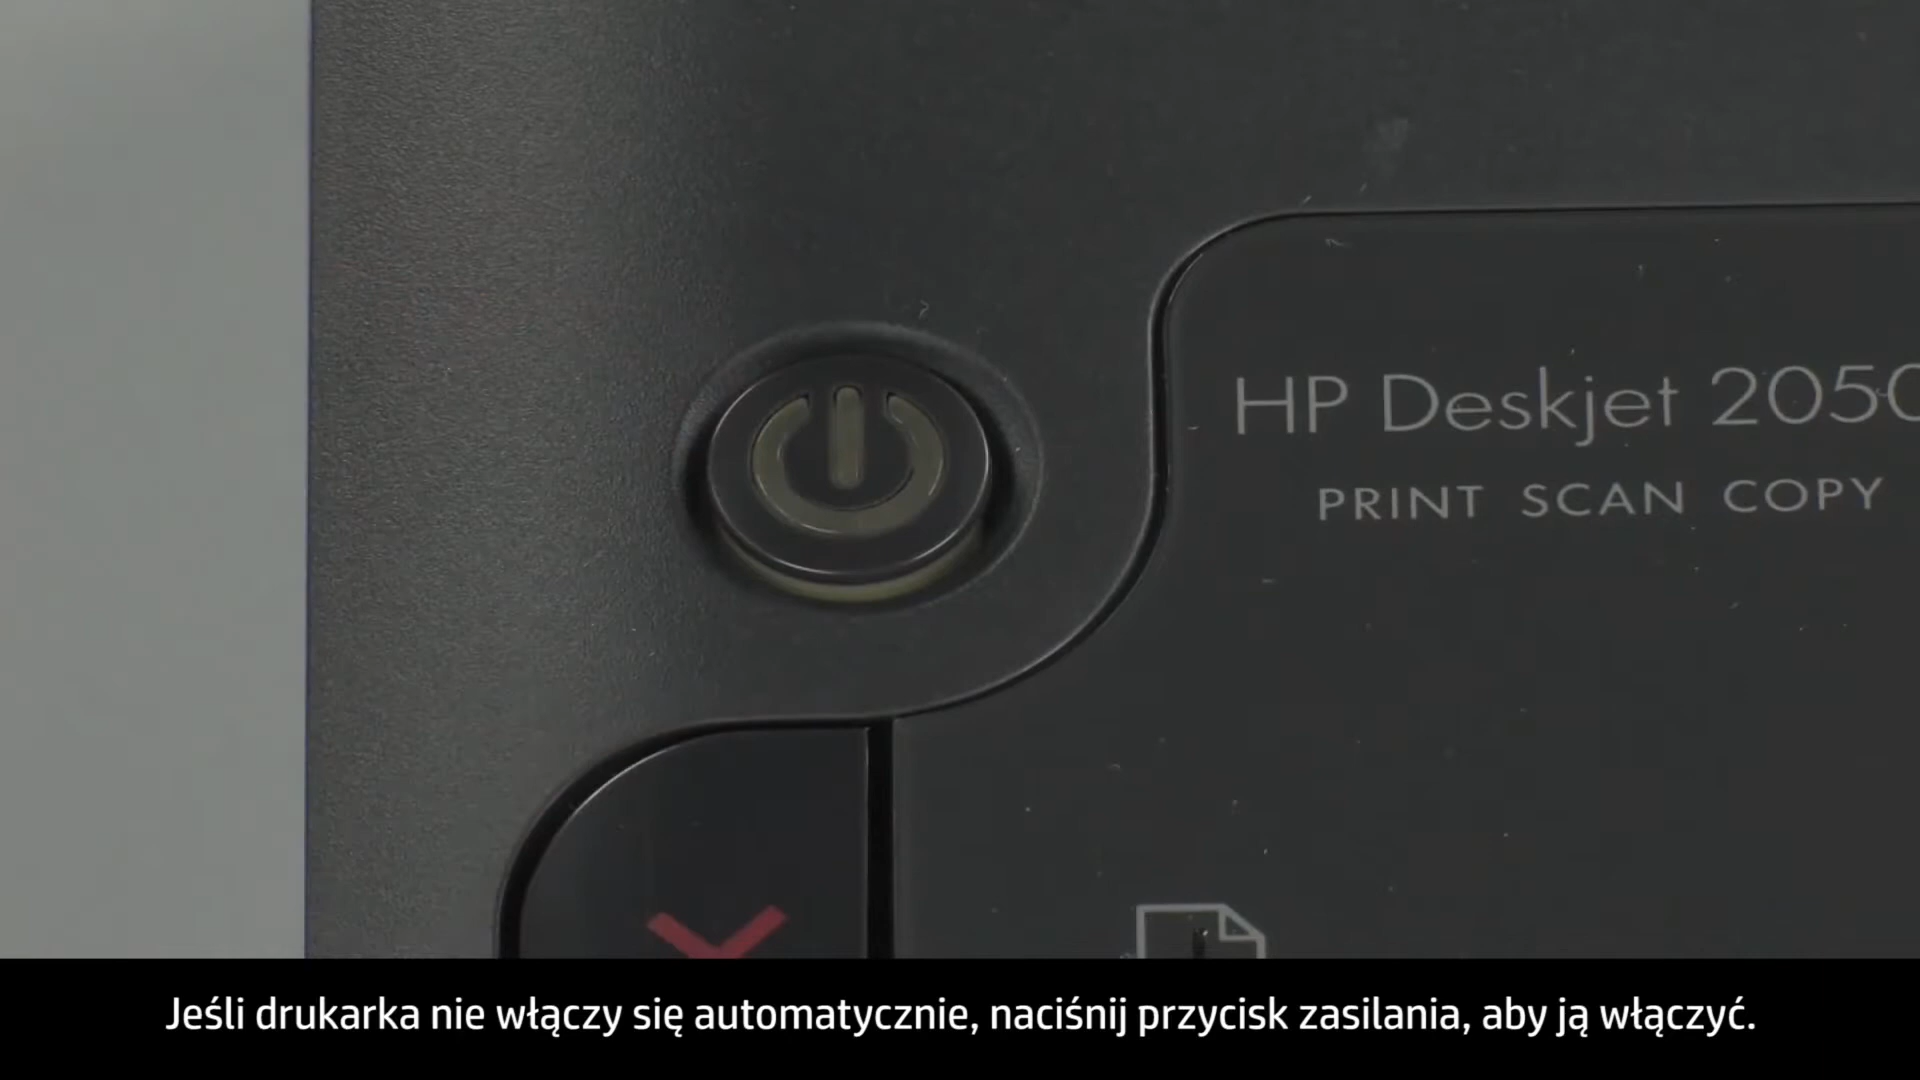 HP Deskjet 2050
PRINT SCAN COPY
Jeśli drukarka nie włączy się automatycznie, naciśnij przycisk zasilania, aby ją włączyć.